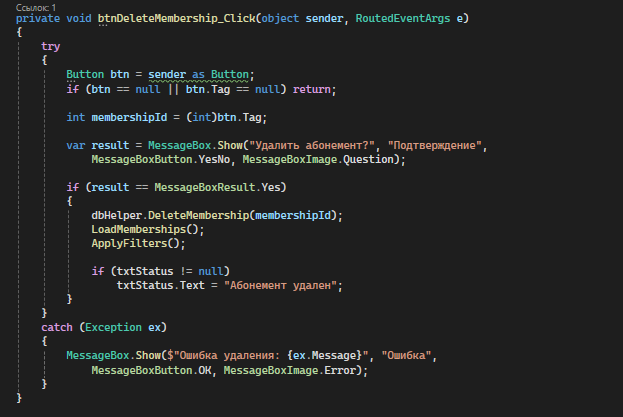 Ссылок: 1
private void btnDeleteMembership_Click(object sender, RoutedEventArgs e)
{
    try
    {
        Button btn = sender as Button;
        if (btn == null || btn.Tag == null) return;

        int membershipId = (int)btn.Tag;

        var result = MessageBox.Show("Удалить абонемент?", "Подтверждение",
            MessageBoxButton.YesNo, MessageBoxImage.Question);

        if (result == MessageBoxResult.Yes)
        {
            dbHelper.DeleteMembership(membershipId);
            LoadMemberships();
            ApplyFilters();

            if (txtStatus != null)
                txtStatus.Text = "Абонемент удален";
        }
    }
    catch (Exception ex)
    {
        MessageBox.Show($"Ошибка удаления: {ex.Message}", "Ошибка",
            MessageBoxButton.OK, MessageBoxImage.Error);
    }
}